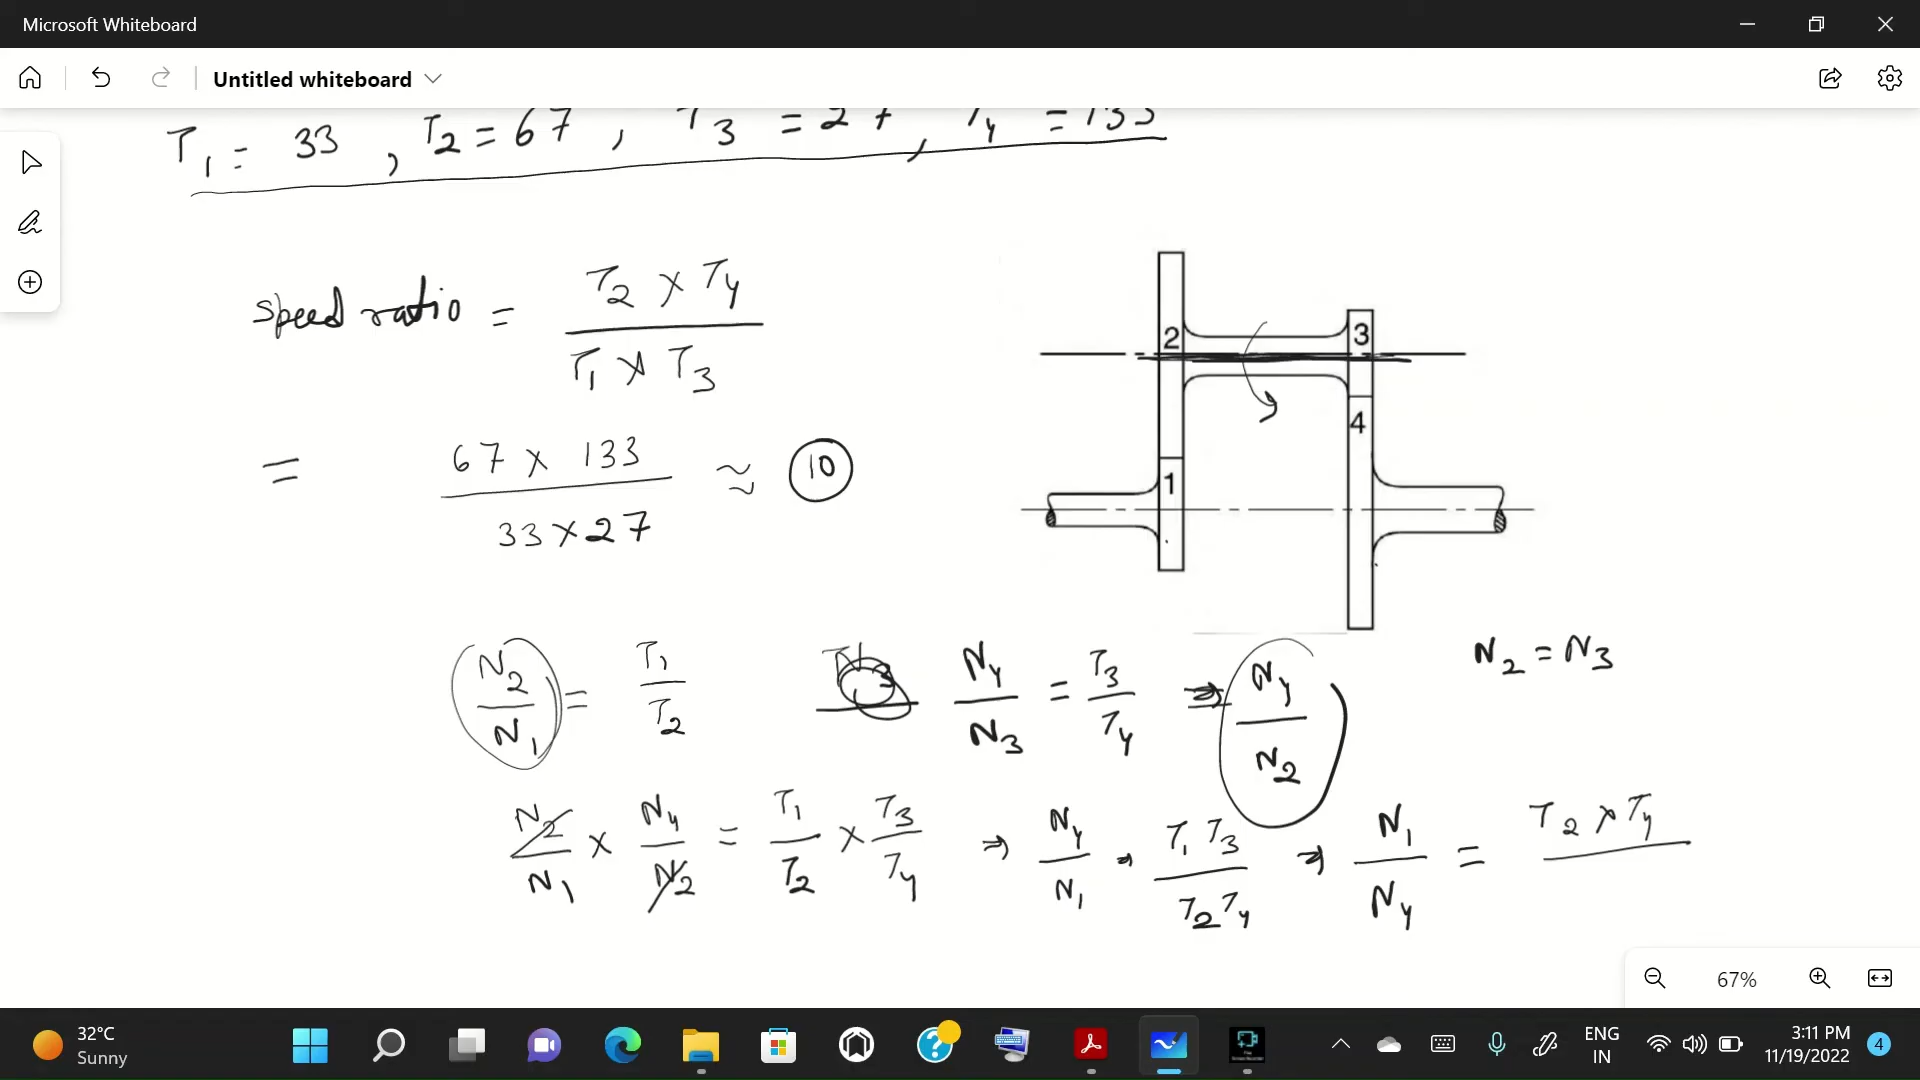 Microsoft Whiteboard
Untitled whiteboard
T1 = 33 , T2 = 67 , T3 = 27 , T4 = 133
speed ratio = T2 × T4 / T1 × T3
= 67 × 133 / 33 × 27 ≈ 10
2 3
4
1
N2/N1 = T1/T2 N4/N3 = T3/T4 ⇒ N4/N2 N2 = N3
N2/N1 × N4/N2 = T1/T2 × T3/T4 ⇒ N4/N1 = T1 T3 / T2 T4 ⇒ N1/N4 = T2 × T4
67%
32°C
Sunny
ENG
IN
3:11 PM
11/19/2022
4